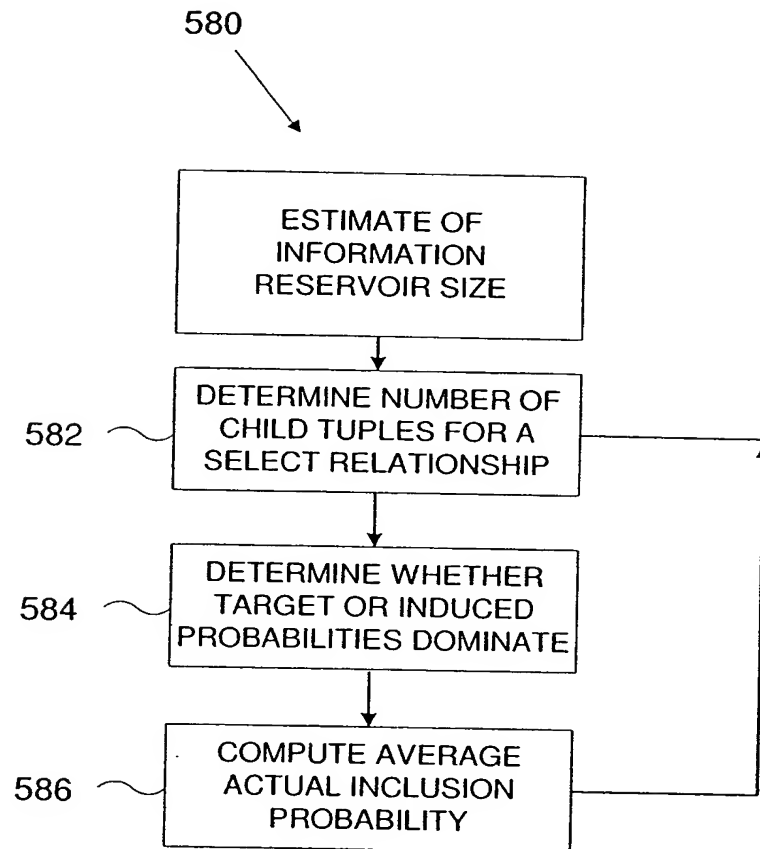 580
ESTIMATE OF
INFORMATION
RESERVOIR SIZE
582
DETERMINE NUMBER OF
CHILD TUPLES FOR A
SELECT RELATIONSHIP
584
DETERMINE WHETHER
TARGET OR INDUCED
PROBABILITIES DOMINATE
586
COMPUTE AVERAGE
ACTUAL INCLUSION
PROBABILITY